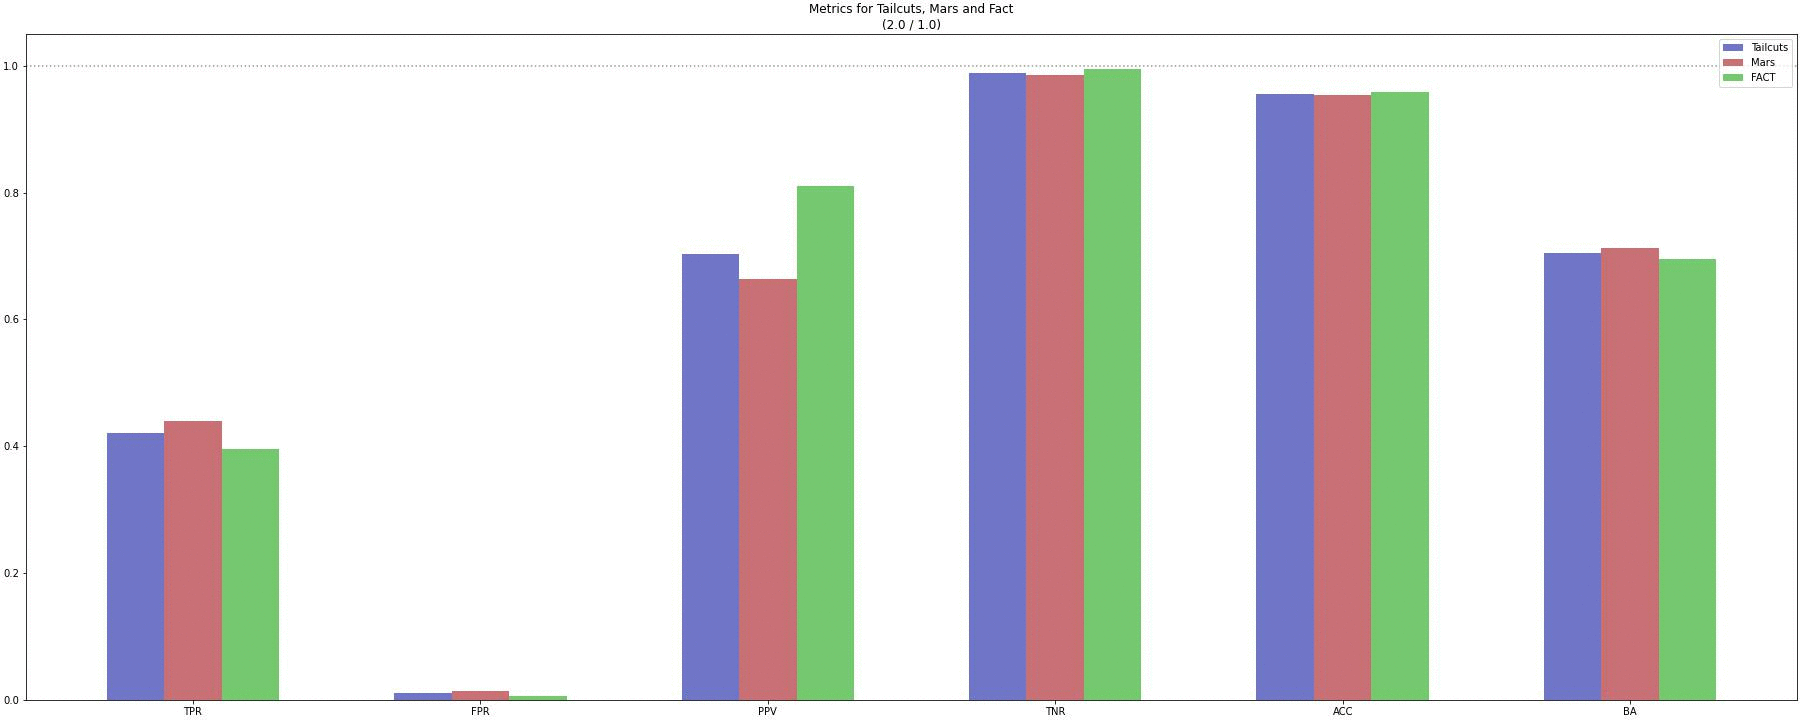 Metrics for Tailcuts, Mars and Fact
(2.0 / 1.0)
Tailcuts
Mars
FACT
1.0
0.8
0.6
0.4
0.2
0.0
TPR
FPR
PPV
TNR
ACC
BA